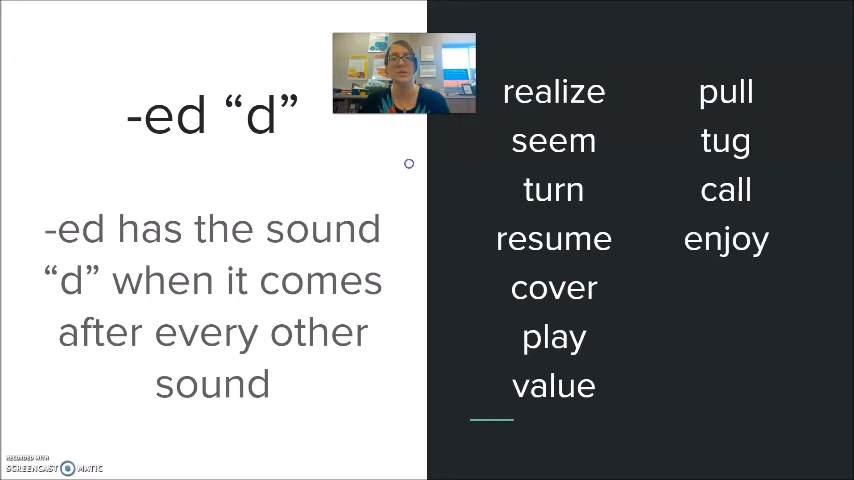 -ed “d”
-ed has the sound
“d” when it comes
after every other
sound
realize
seem
turn
resume
cover
play
value
pull
tug
call
enjoy
RECORDED WITH
SCREENCAST MATIC